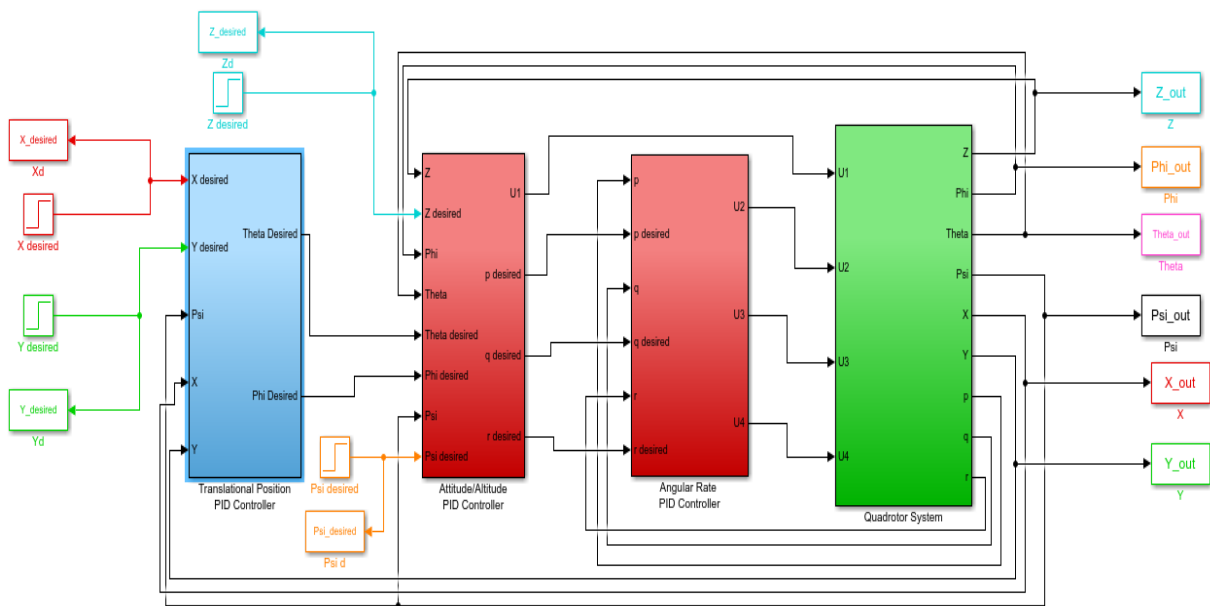 Z_desired
Zd
Z desired
X_desired
Xd
X desired
Y desired
Y_desired
Yd
X desired
Y desired
Psi
X
Y
Theta Desired
Phi Desired
Translational Position
PID Controller
Psi desired
Psi_desired
Psi d
Z
Z desired
Phi
Theta
Theta desired
Phi desired
Psi
Psi desired
U1
p desired
q desired
r desired
Attitude/Altitude
PID Controller
p
p desired
q
q desired
r
r desired
U2
U3
U4
Angular Rate
PID Controller
U1
U2
U3
U4
Z
Phi
Theta
Psi
X
Y
p
q
r
Quadrotor System
Z_out
Z
Phi_out
Phi
Theta_out
Theta
Psi_out
Psi
X_out
X
Y_out
Y